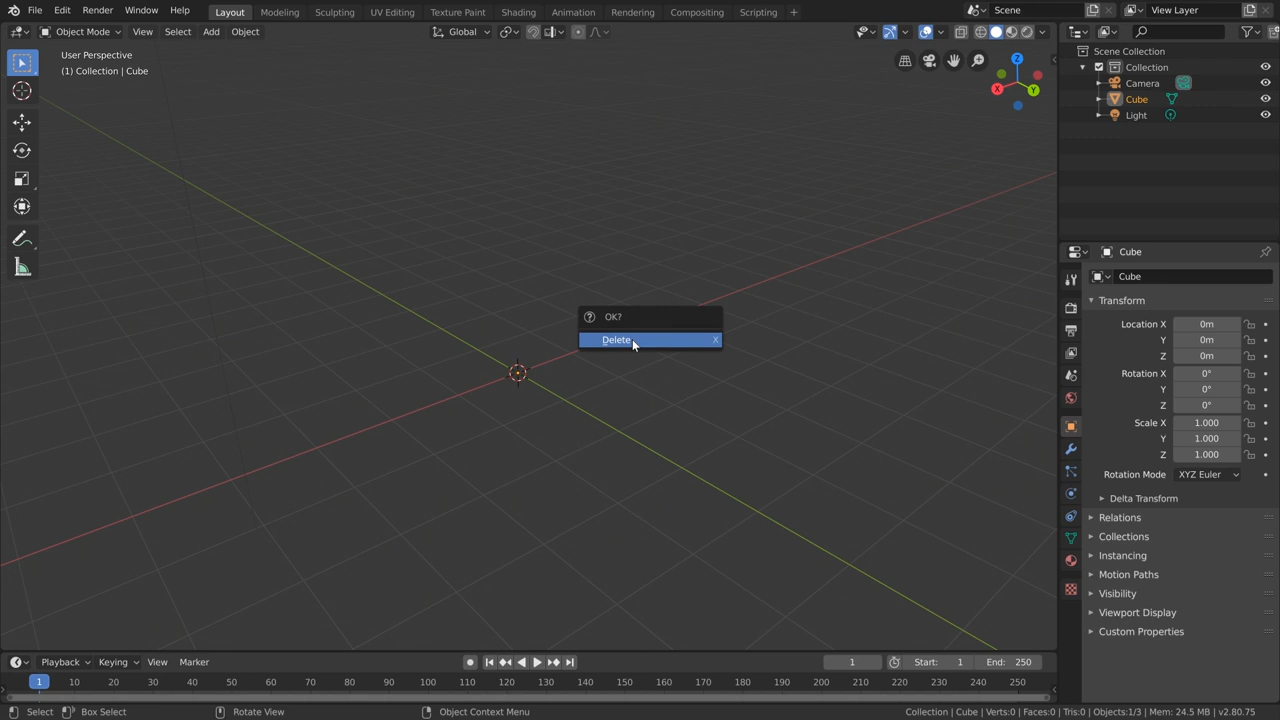 File Edit Render Window Help Layout Modeling Sculpting UV Editing Texture Paint Shading Animation Rendering Compositing Scripting + Scene View Layer
Object Mode View Select Add Object Global
User Perspective
(1) Collection | Cube
Z
X
Y
Scene Collection
Collection
Camera
Cube
Light
OK?
Delete X
Cube
Cube
Transform
Location X 0m
Y 0m
Z 0m
Rotation X 0°
Y 0°
Z 0°
Scale X 1.000
Y 1.000
Z 1.000
Rotation Mode XYZ Euler
Delta Transform
Relations
Collections
Instancing
Motion Paths
Visibility
Viewport Display
Custom Properties
Playback Keying View Marker 1 Start: 1 End: 250
1 10 20 30 40 50 60 70 80 90 100 110 120 130 140 150 160 170 180 190 200 210 220 230 240 250
Select Box Select Rotate View Object Context Menu Collection | Cube | Verts:0 | Faces:0 | Tris:0 | Objects:1/3 | Mem: 24.5 MB | v2.80.75